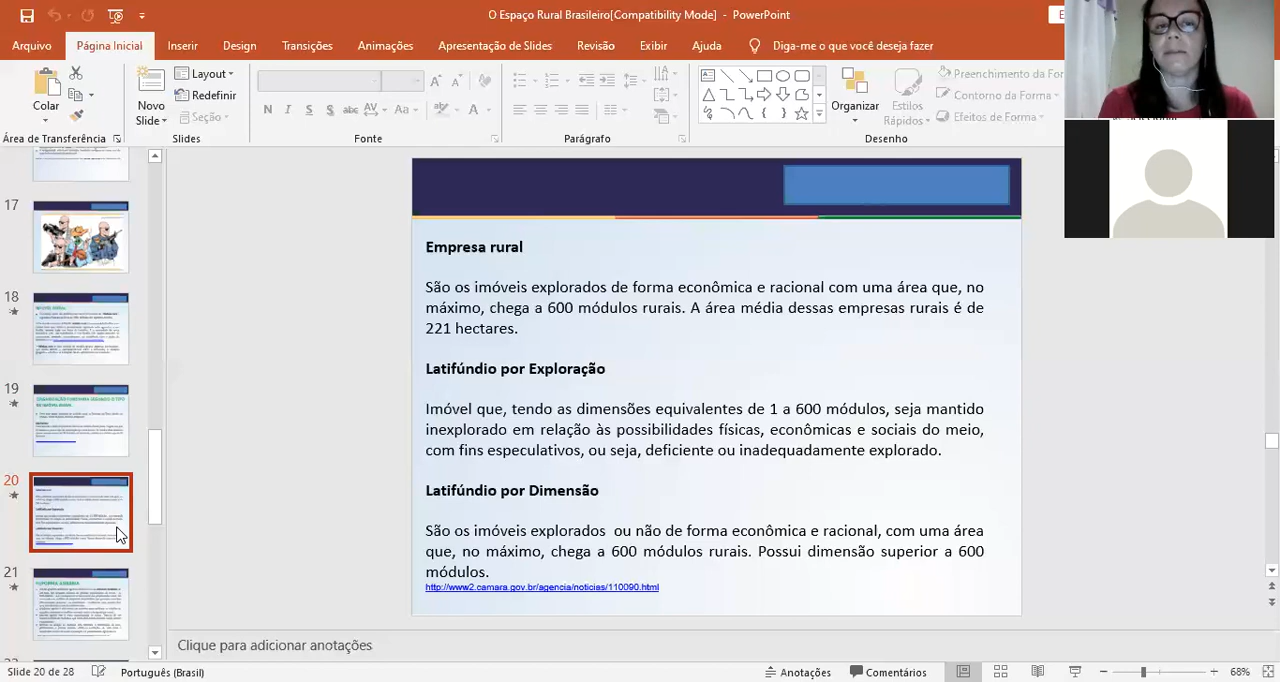 O Espaço Rural Brasileiro[Compatibility Mode] - PowerPoint
Arquivo
Página Inicial
Inserir
Design
Transições
Animações
Apresentação de Slides
Revisão
Exibir
Ajuda
Diga-me o que você deseja fazer
Colar
Novo
Slide
Layout
Redefinir
Seção
N I S S abc AV Aa A
Organizar
Estilos
Rápidos
Preenchimento da For
Contorno da Forma
Efeitos de Forma
Área de Transferência
Slides
Fonte
Parágrafo
Desenho
17
18
19
20
21
REFORMA AGRÁRIA
Empresa rural
São os imóveis explorados de forma econômica e racional com uma área que, no
máximo, chega a 600 módulos rurais. A área média dessas empresas rurais é de
221 hectares.
Latifúndio por Exploração
Imóvel que, tendo as dimensões equivalentes de 1 a 600 módulos, seja mantido
inexplorado em relação às possibilidades físicas, econômicas e sociais do meio,
com fins especulativos, ou seja, deficiente ou inadequadamente explorado.
Latifúndio por Dimensão
São os imóveis explorados ou não de forma econômica e racional, com uma área
que, no máximo, chega a 600 módulos rurais. Possui dimensão superior a 600
módulos.
http://www2.camara.gov.br/agencia/noticias/110090.html
Clique para adicionar anotações
Slide 20 de 28
Português (Brasil)
Anotações
Comentários
68%